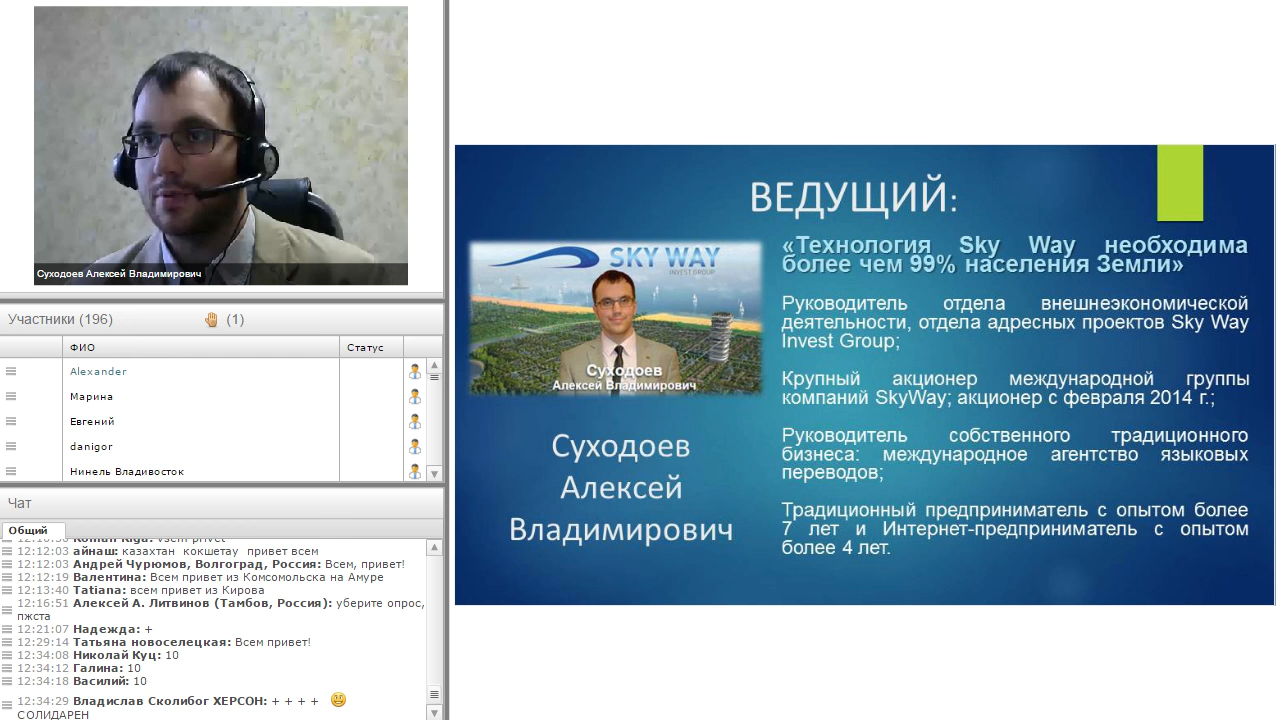 Суходоев Алексей Владимирович
Участники (196)
(1)
ФИО
Статус
Alexander
Марина
Евгений
danigor
Нинель Владивосток
Чат
Общий
12:12:03 айнаш: казахтан кокшетау привет всем
12:12:03 Андрей Чурюмов, Волгоград, Россия: Всем, привет!
12:12:19 Валентина: Всем привет из Комсомольска на Амуре
12:13:40 Tatiana: всем привет из Кирова
12:16:51 Алексей А. Литвинов (Тамбов, Россия): уберите опрос,
пжста
12:21:07 Надежда: +
12:29:14 Татьяна новоселецкая: Всем привет!
12:34:08 Николай Куц: 10
12:34:12 Галина: 10
12:34:18 Василий: 10
12:34:29 Владислав Сколибог ХЕРСОН: + + + +
СОЛИДАРЕН
ВЕДУЩИЙ:
SKY WAY
INVEST GROUP
Суходоев
Алексей Владимирович
Суходоев
Алексей
Владимирович
«Технология Sky Way необходима
более чем 99% населения Земли»
Руководитель отдела внешнеэкономической
деятельности, отдела адресных проектов Sky Way
Invest Group;
Крупный акционер международной группы
компаний SkyWay; акционер с февраля 2014 г.;
Руководитель собственного традиционного
бизнеса: международное агентство языковых
переводов;
Традиционный предприниматель с опытом более
7 лет и Интернет-предприниматель с опытом
более 4 лет.